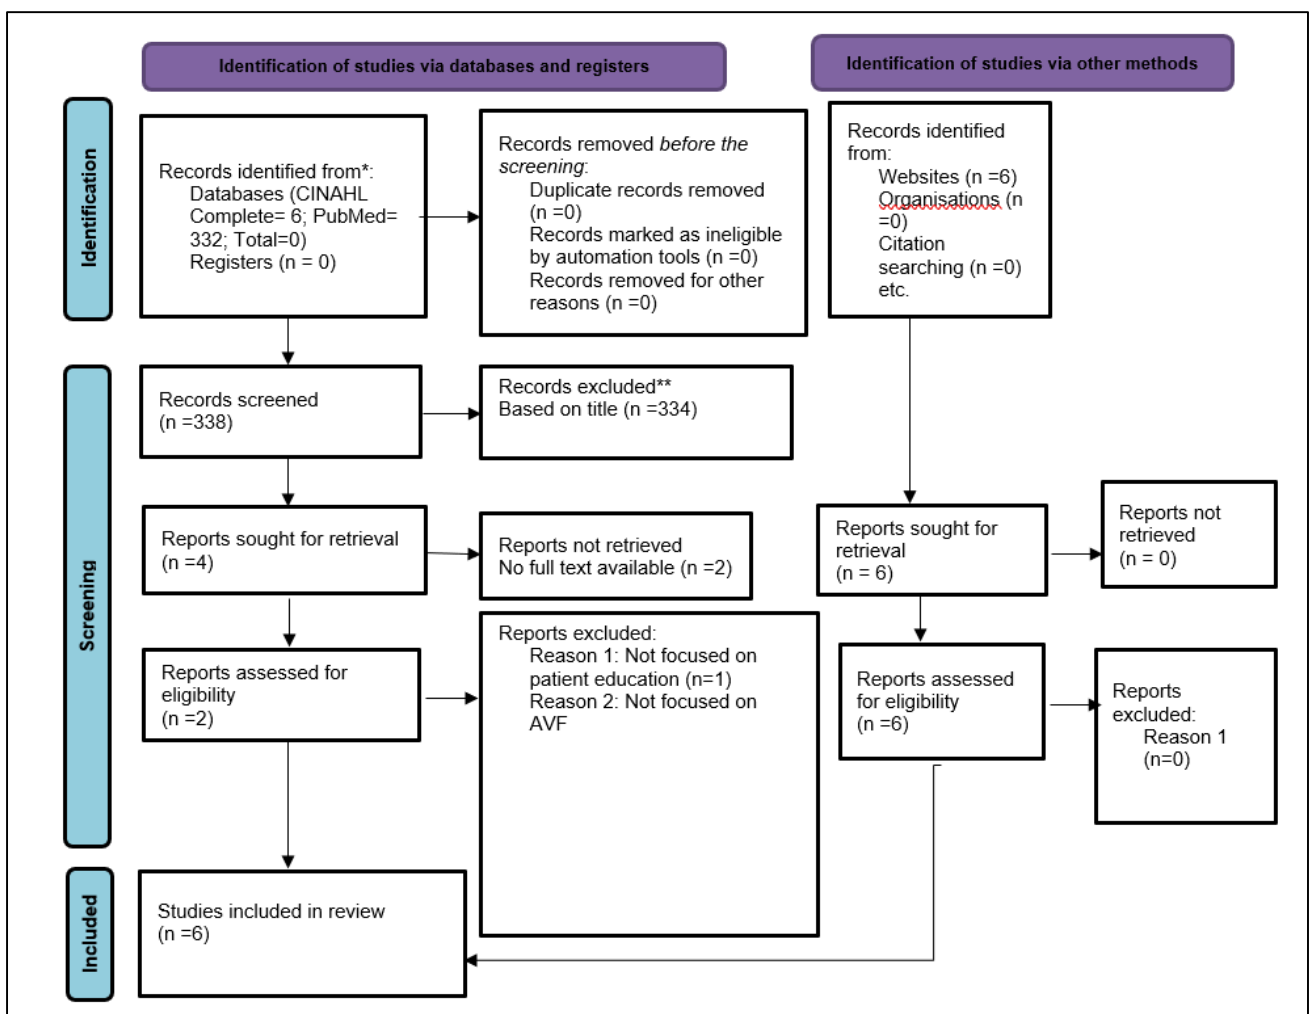 Identification of studies via databases and registers
Identification of studies via other methods
Identification
Records identified from*:
Databases (CINAHL
Complete= 6; PubMed=
332; Total=0)
Registers (n = 0)
Records removed before the
screening:
Duplicate records removed
(n =0)
Records marked as ineligible
by automation tools (n =0)
Records removed for other
reasons (n =0)
Records identified
from:
Websites (n =6)
Organisations (n
=0)
Citation
searching (n =0)
etc.
Screening
Records screened
(n =338)
Records excluded**
Based on title (n =334)
Reports sought for retrieval
(n =4)
Reports not retrieved
No full text available (n =2)
Reports sought for
retrieval
(n = 6)
Reports not
retrieved
(n = 0)
Reports assessed for
eligibility
(n =2)
Reports excluded:
Reason 1: Not focused on
patient education (n=1)
Reason 2: Not focused on
AVF
Reports assessed
for eligibility
(n =6)
Reports
excluded:
Reason 1
(n=0)
Included
Studies included in review
(n =6)